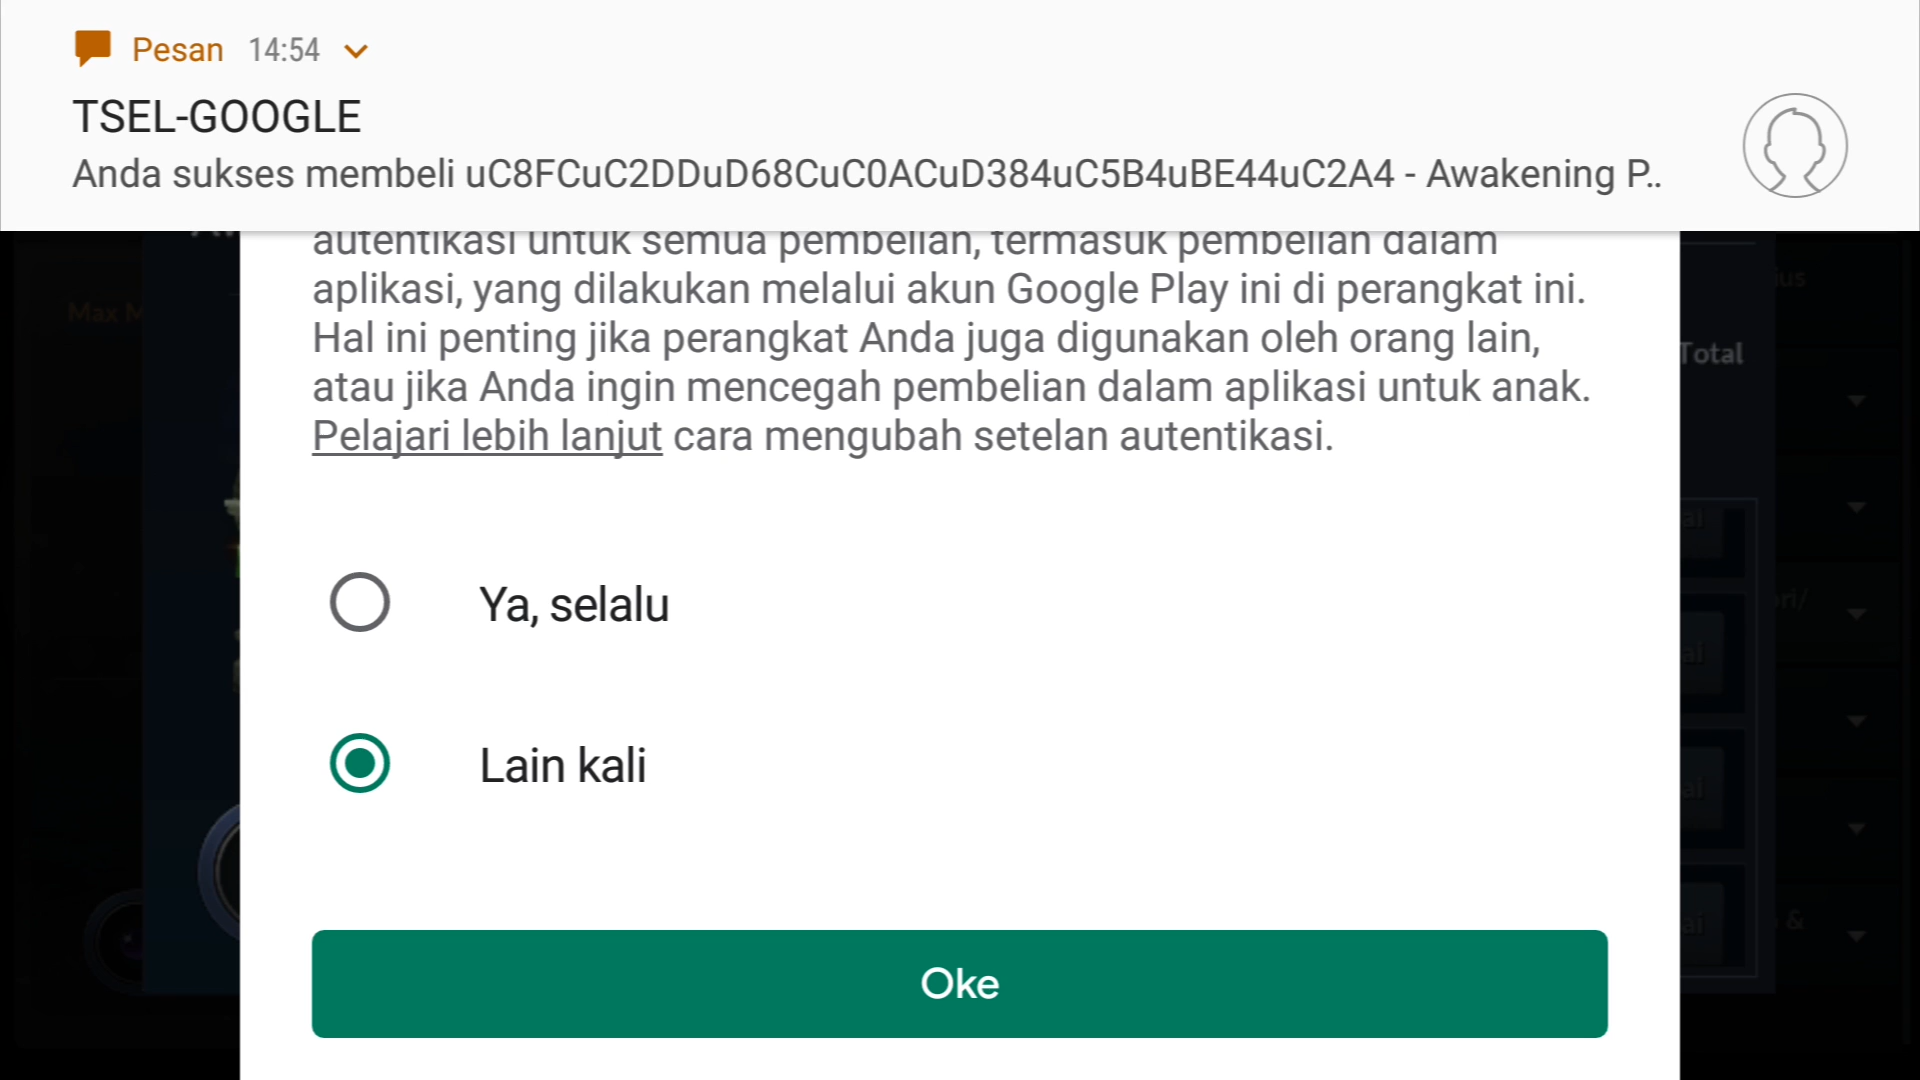 Pesan 14:54
TSEL-GOOGLE
Anda sukses membeli uC8FCuC2DDuD68CuC0ACuD384uC5B4uBE44uC2A4 - Awakening P..
autentikasi untuk semua pembelian, termasuk pembelian dalam
aplikasi, yang dilakukan melalui akun Google Play ini di perangkat ini.
Hal ini penting jika perangkat Anda juga digunakan oleh orang lain,
atau jika Anda ingin mencegah pembelian dalam aplikasi untuk anak.
Pelajari lebih lanjut cara mengubah setelan autentikasi.
Ya, selalu
Lain kali
Oke
Max M
Total